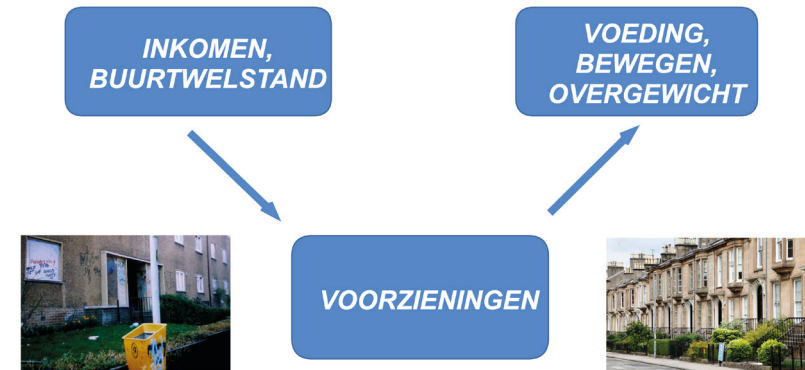 INKOMEN,
BUURTWELSTAND
VOEDING,
BEWEGEN,
OVERGEWICHT
VOORZIENINGEN